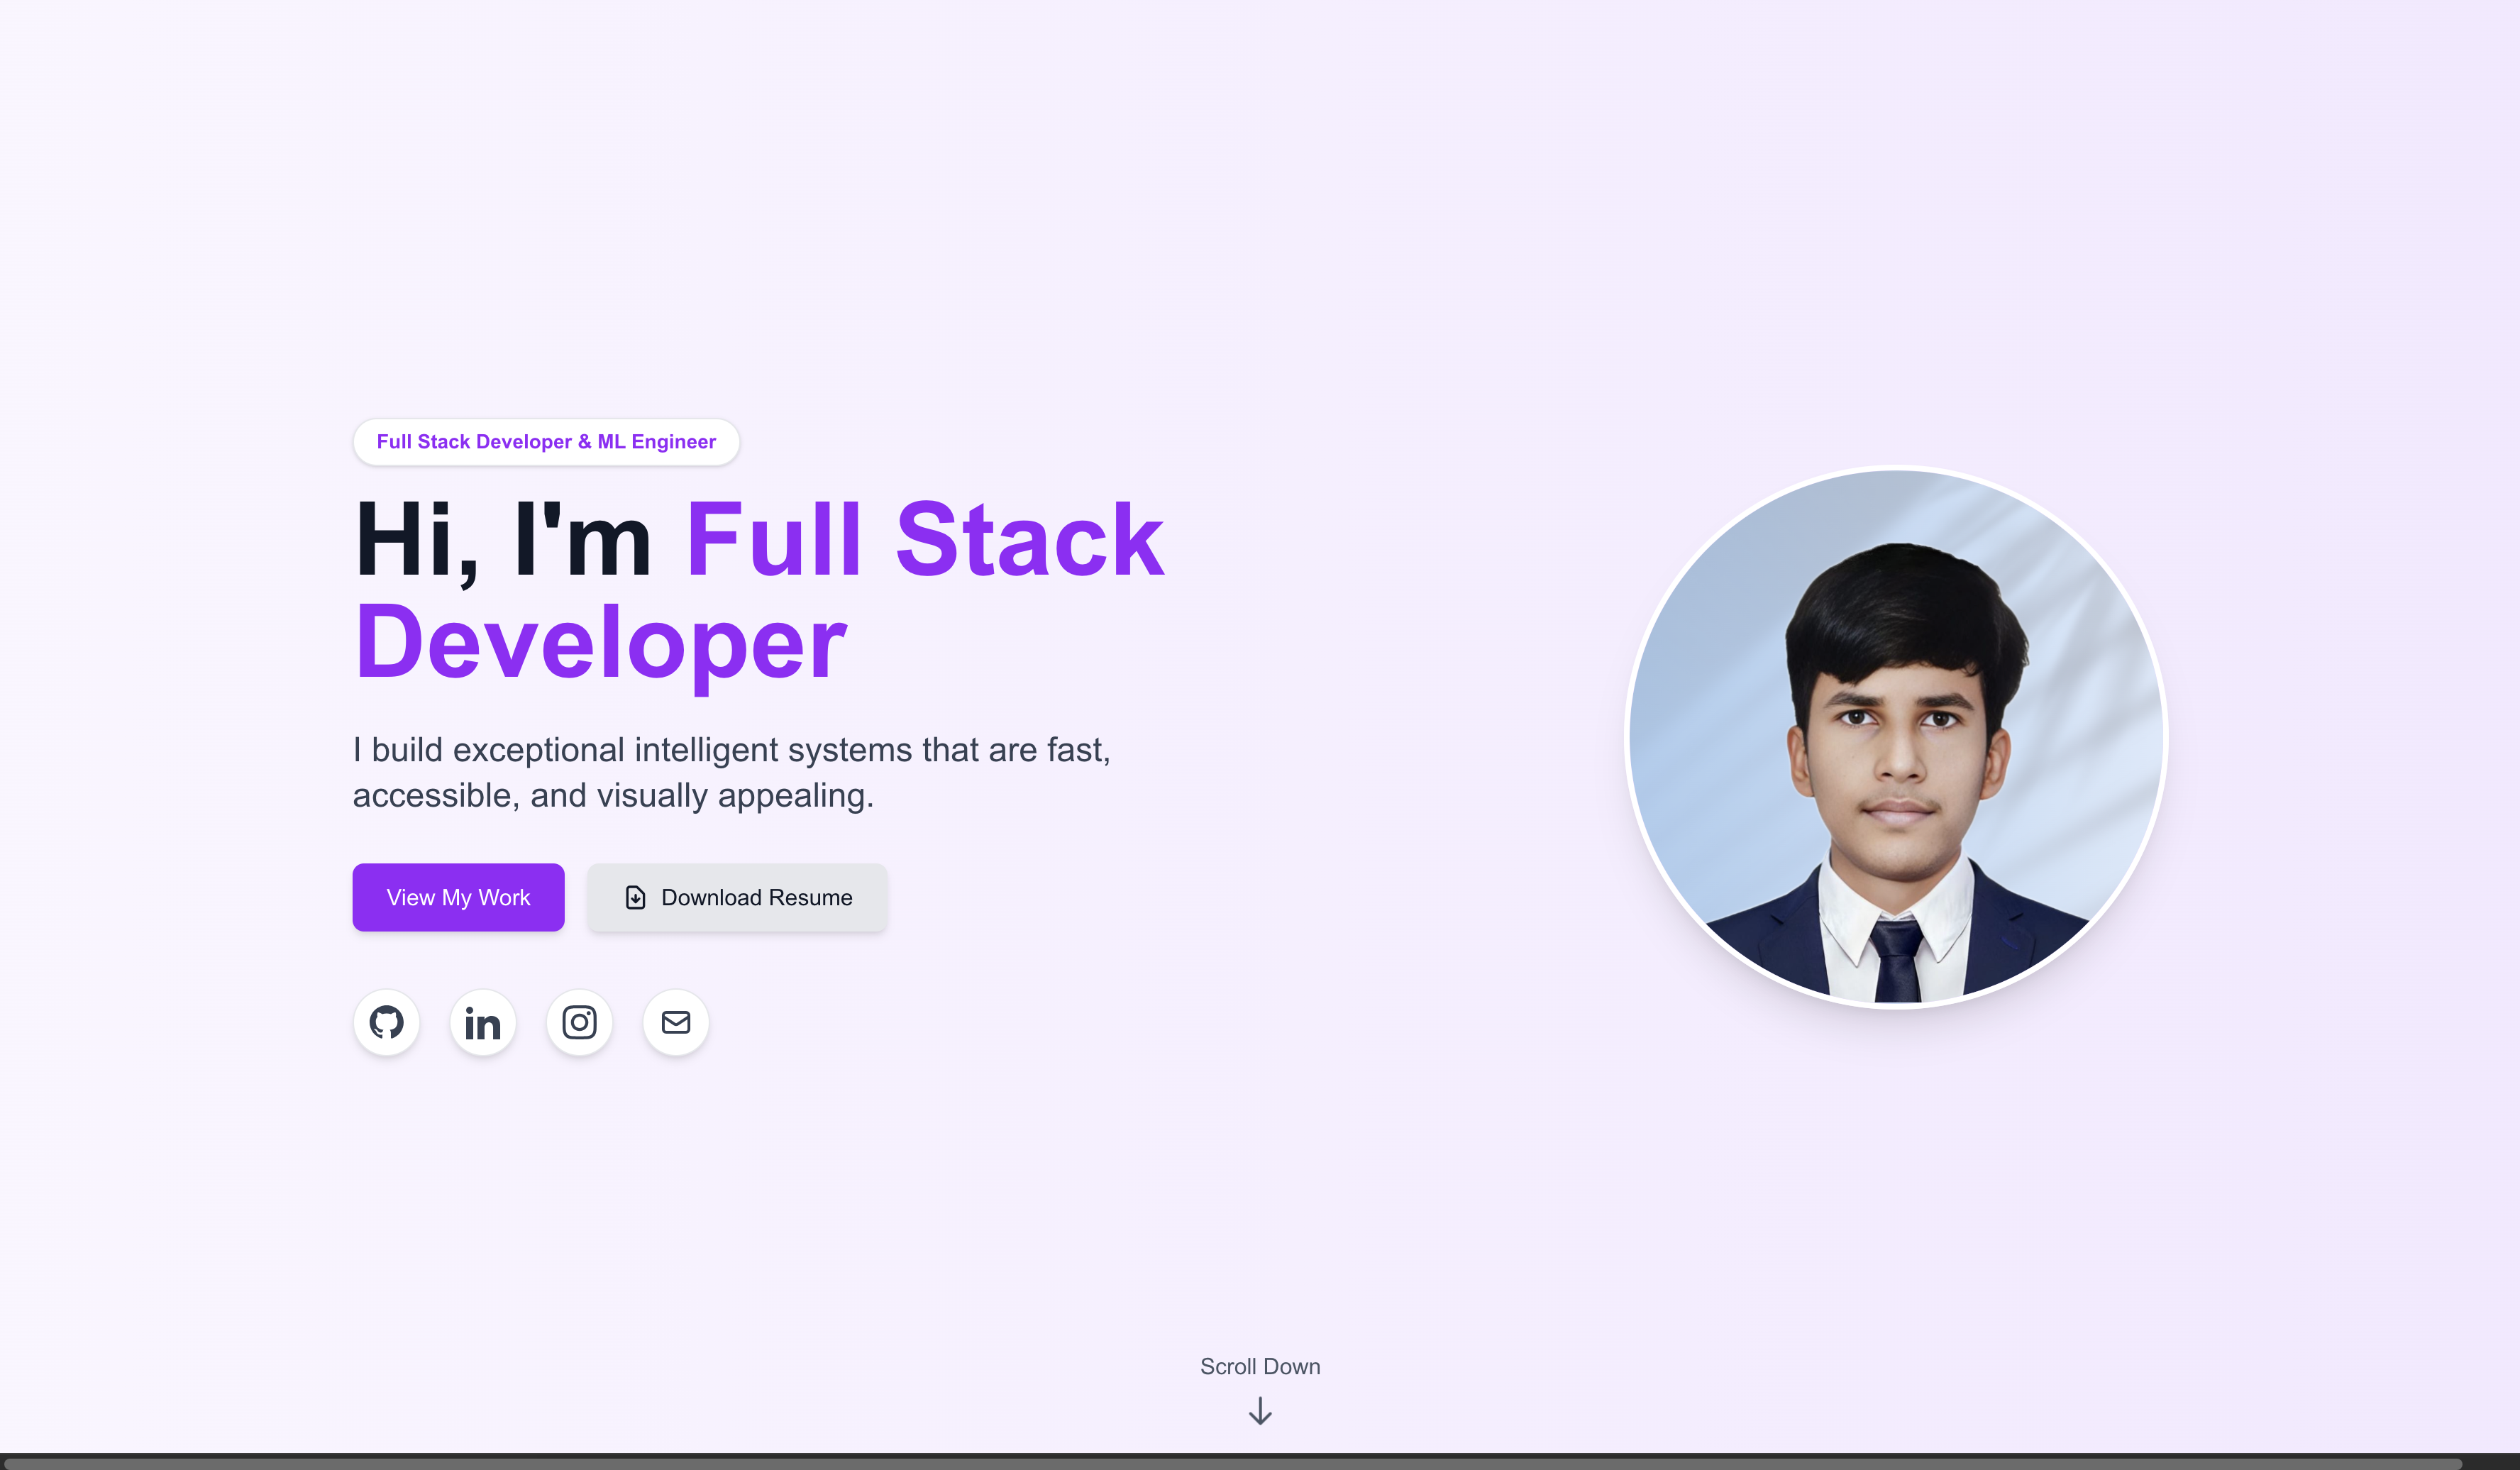 Full Stack Developer & ML Engineer
Hi, I'm Full Stack
Developer
I build exceptional intelligent systems that are fast,
accessible, and visually appealing.
View My Work
Download Resume
in
Scroll Down